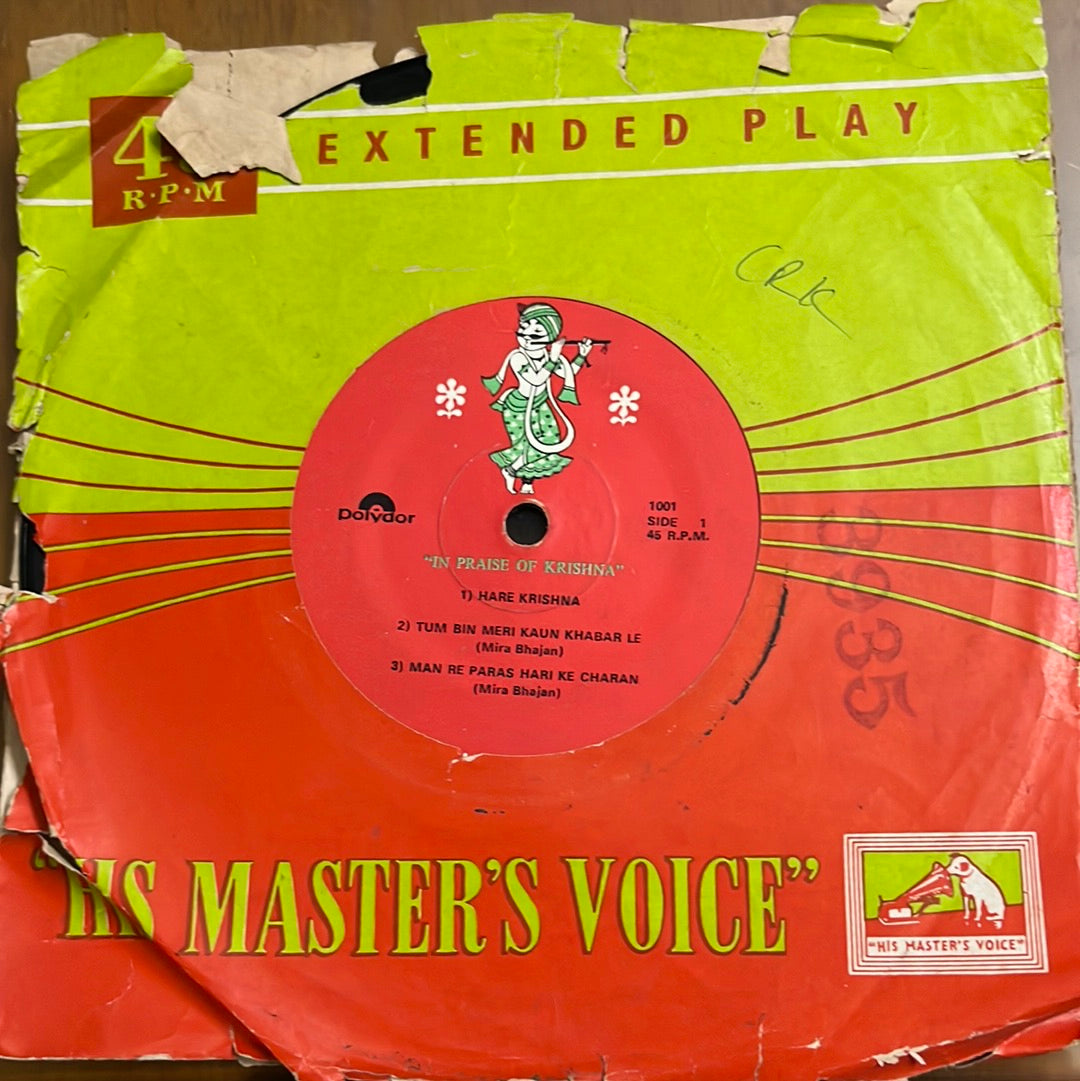 EXTENDED PLAY
4
R·P·M
CRK
polydor
1001
SIDE 1
45 R.P.M.
"IN PRAISE OF KRISHNA"
1) HARE KRISHNA
2) TUM BIN MERI KAUN KHABAR LE
(Mira Bhajan)
3) MAN RE PARAS HARI KE CHARAN
(Mira Bhajan)
3935
"HIS MASTER'S VOICE"
"HIS MASTER'S VOICE"